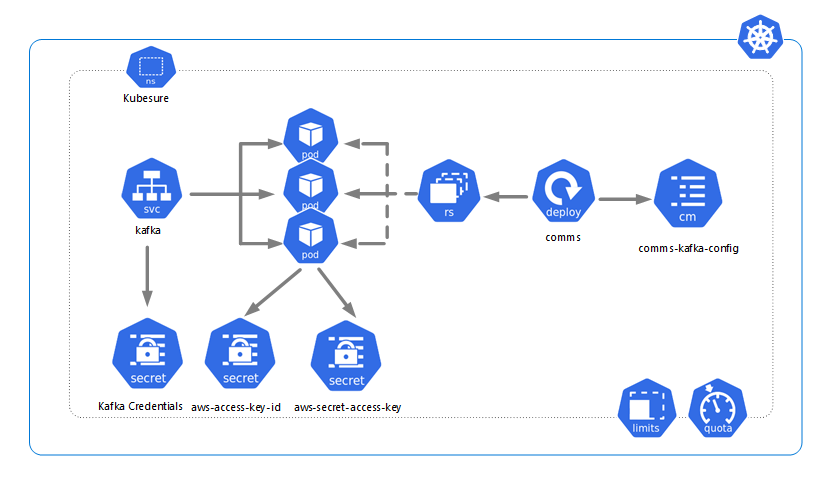 ns
Kubesure
pod
pod
pod
svc
kafka
rs
deploy
comms
cm
comms-kafka-config
secret
Kafka Credentials
secret
aws-access-key-id
secret
aws-secret-access-key
limits
quota